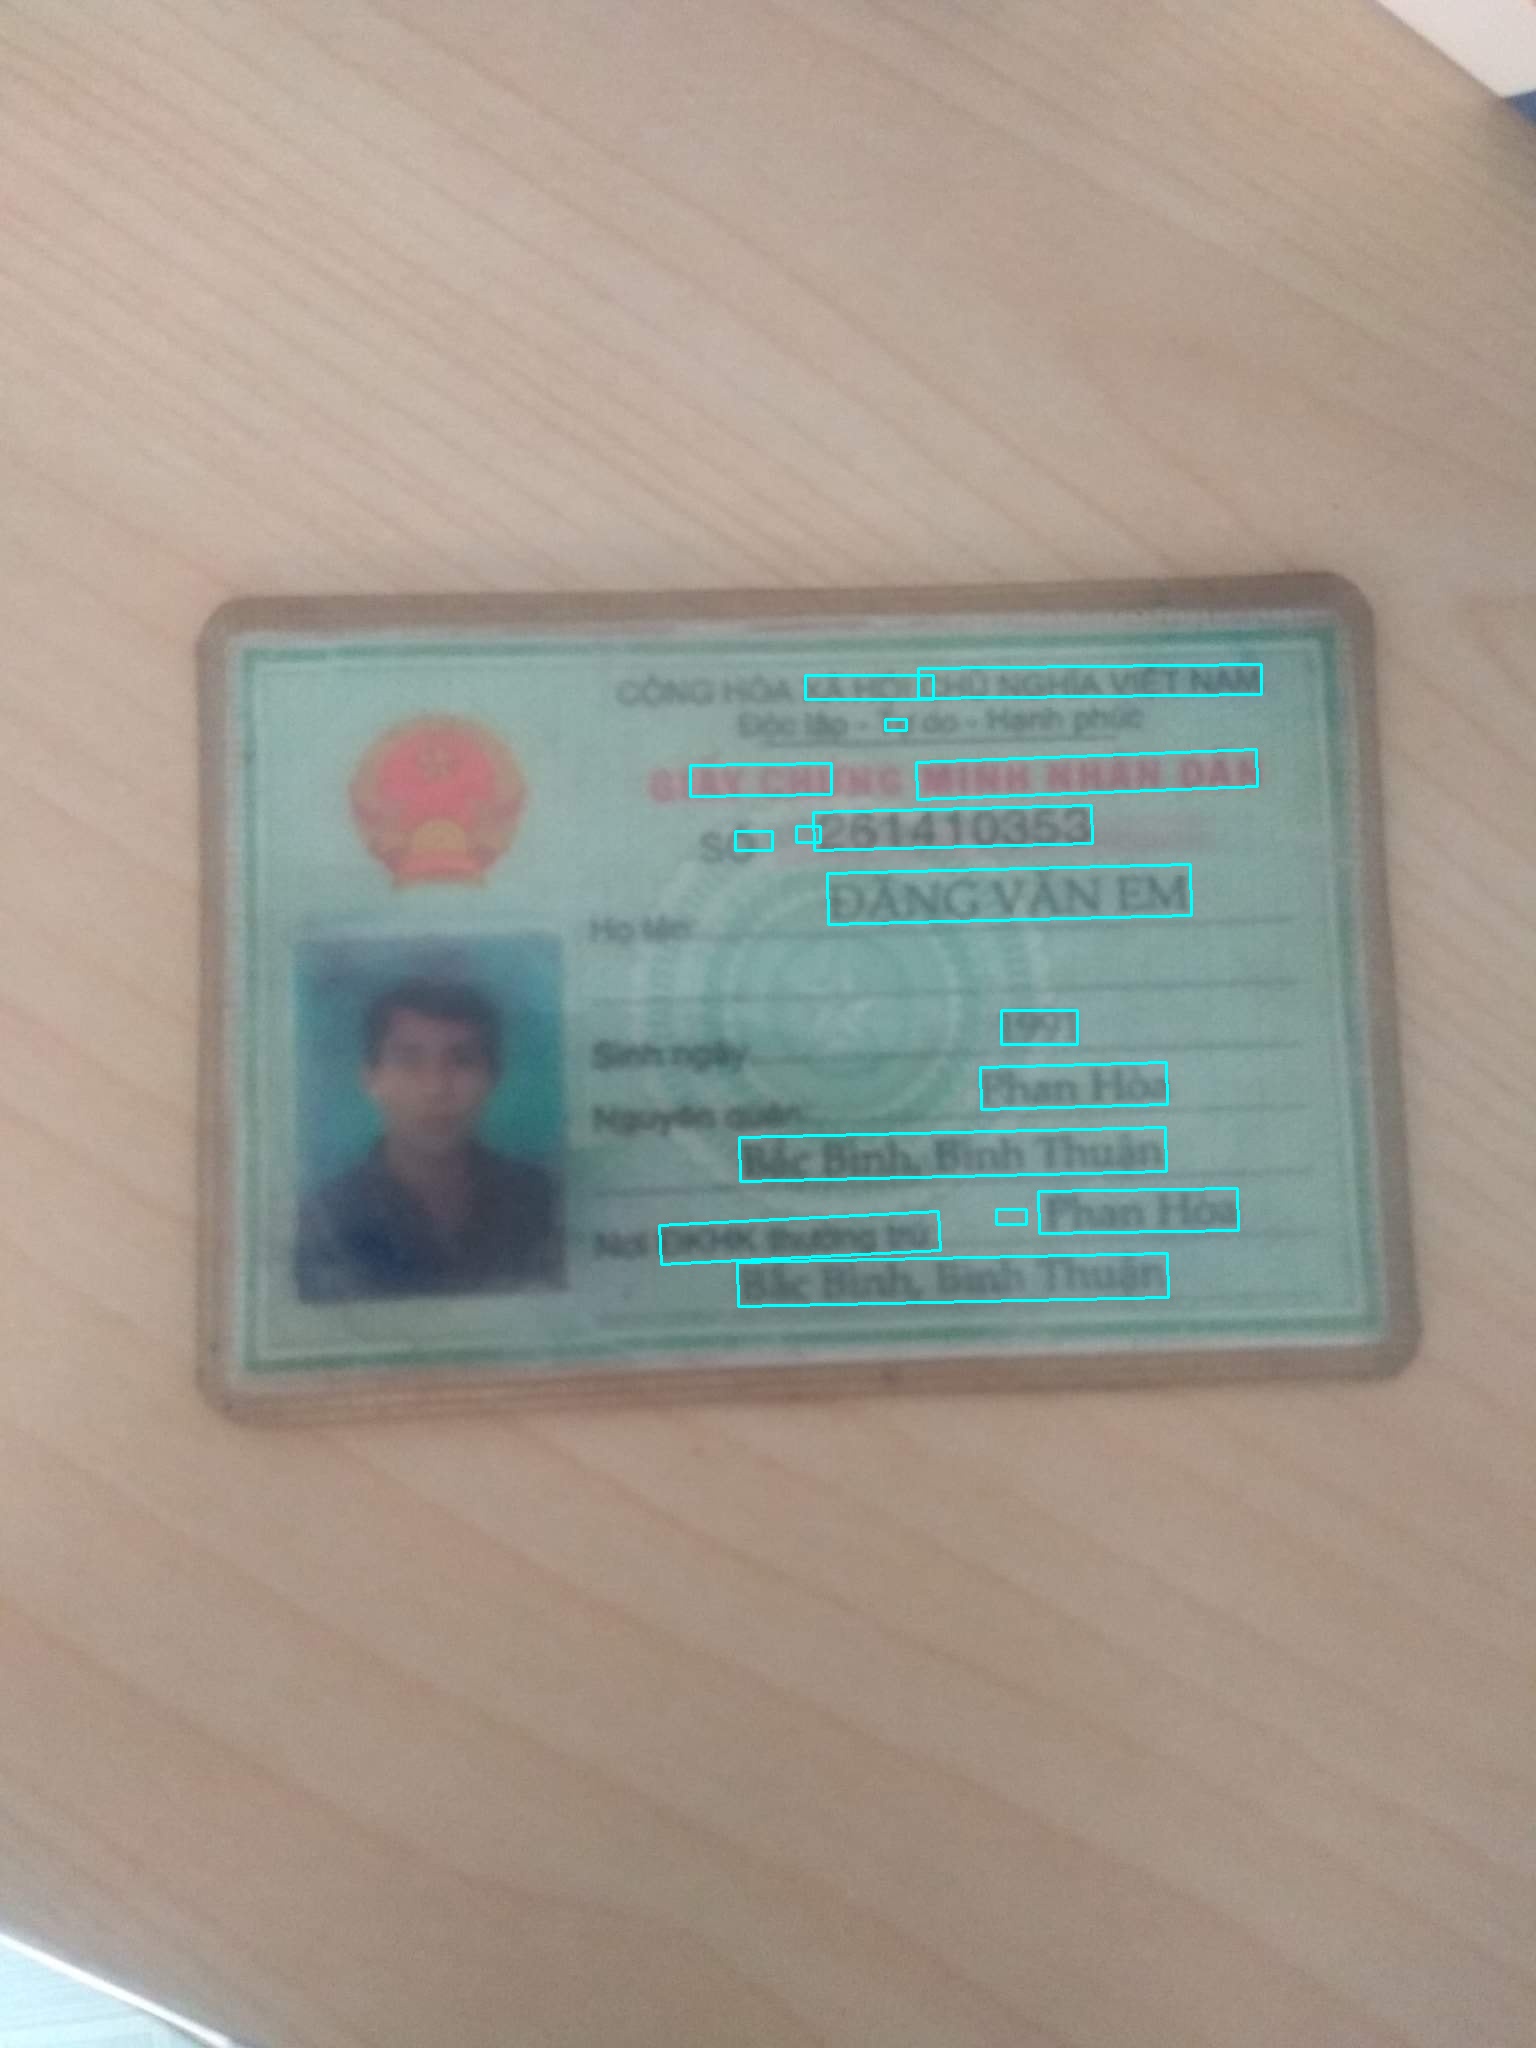 CỘNG HÒA XÃ HỘI CHỦ NGHĨA VIỆT NAM
Độc lập - Tự do - Hạnh phúc
GIẤY CHỨNG MINH NHÂN DÂN
SỐ 261410353
Họ tên: ĐẶNG VĂN EM
Sinh ngày 1991
Nguyên quán: Phan Hòa
Bắc Bình, Bình Thuận
Nơi ĐKHK thường trú: Phan Hòa
Bắc Bình, Bình Thuận